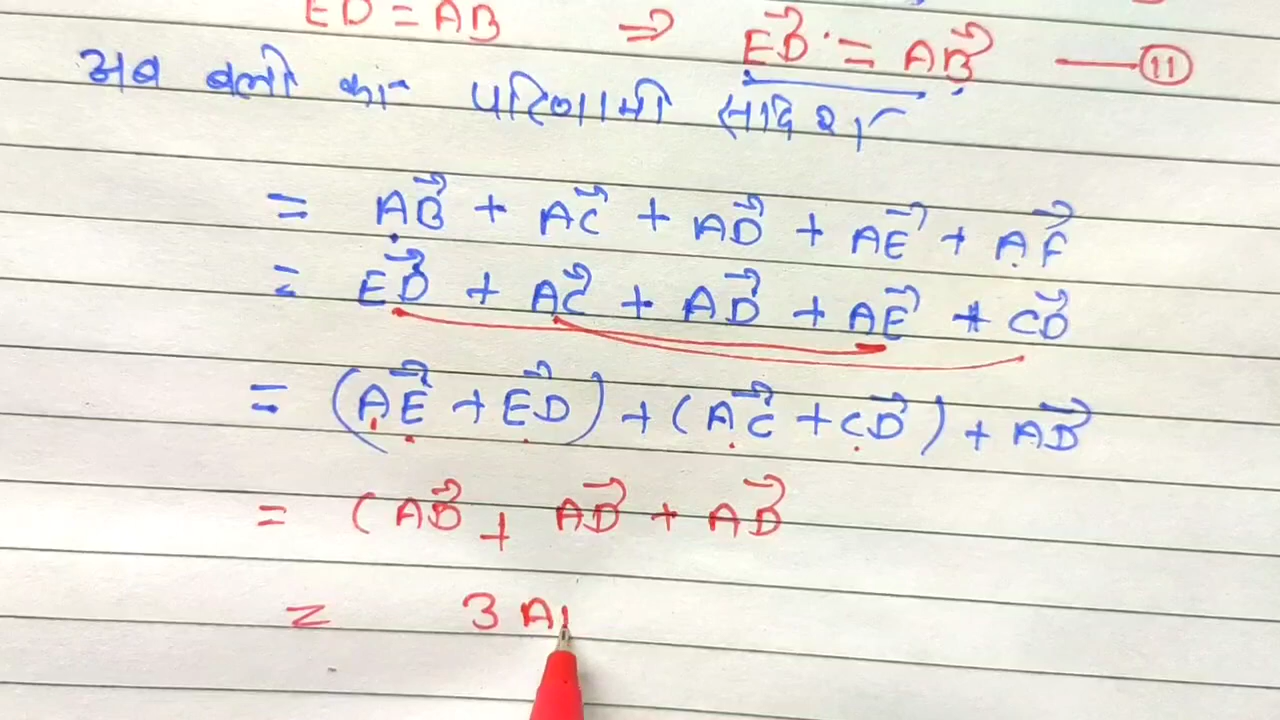 ED = AB ⇒ ED→ = AB→ —— (11)
अब बलो का परिणामी सादिश
= AB→ + AC→ + AD→ + AE→ + AF→
= ED→ + AC→ + AD→ + AE→ + CD→
= (AE→ + ED→) + (AC→ + CD→) + AD→
= (AD→ + AD→ + AD→
= 3 A